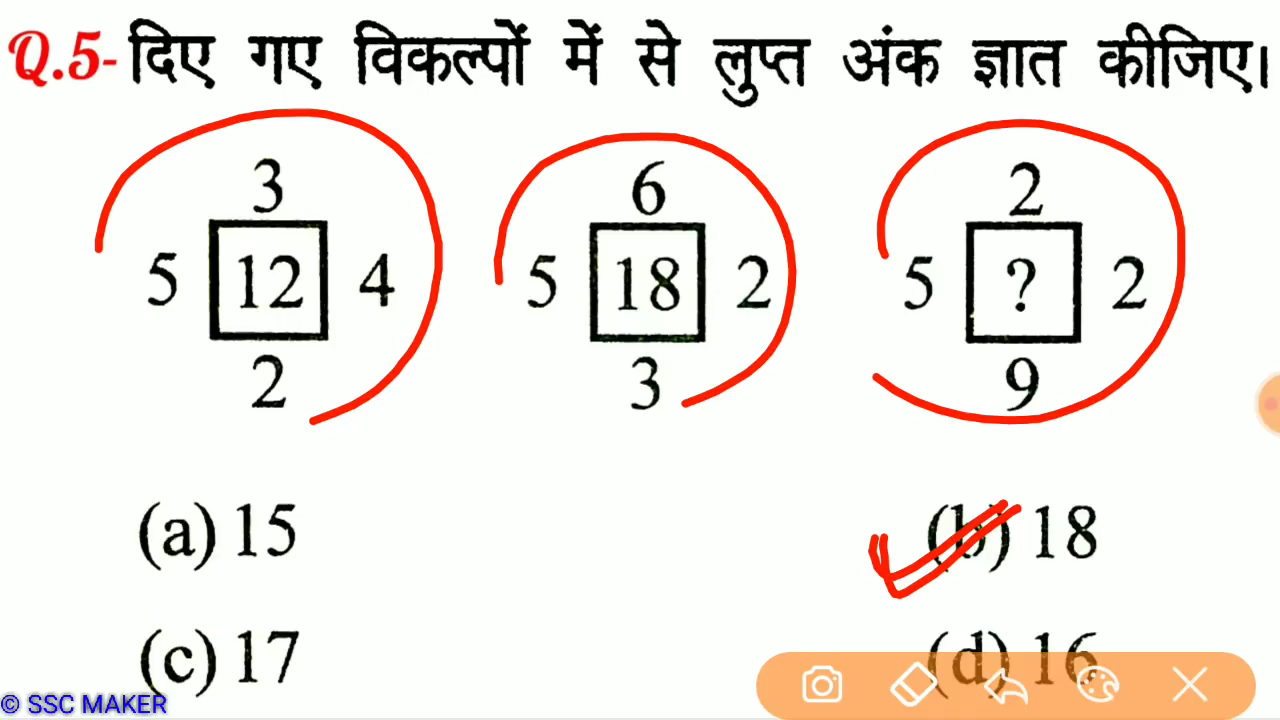 Q.5- दिए गए विकल्पों में से लुप्त अंक ज्ञात कीजिए।
3 6 2
5 12 4 5 18 2 5 ? 2
2 3 9
(a) 15 (b) 18
(c) 17 (d) 16
© SSC MAKER